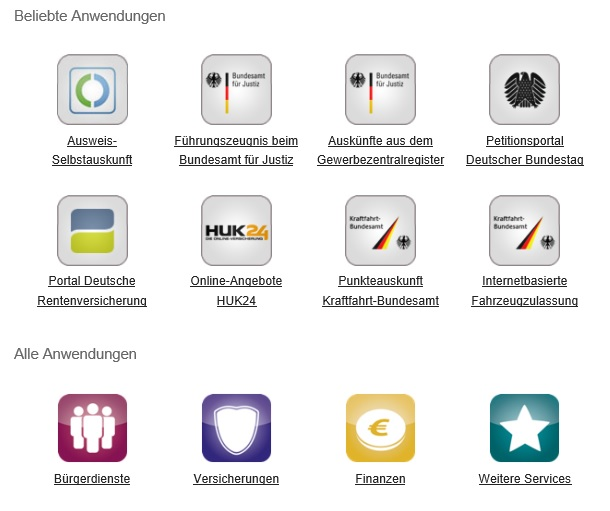 Beliebte Anwendungen
Bundesamt
für Justiz
Bundesamt
für Justiz
Ausweis-
Selbstauskunft
Führungszeugnis beim
Bundesamt für Justiz
Auskünfte aus dem
Gewerbezentralregister
Petitionsportal
Deutscher Bundestag
HUK24
DIE ONLINE-VERSICHERUNG
Kraftfahrt-
Bundesamt
Kraftfahrt-
Bundesamt
Portal Deutsche
Rentenversicherung
Online-Angebote
HUK24
Punkteauskunft
Kraftfahrt-Bundesamt
Internetbasierte
Fahrzeugzulassung
Alle Anwendungen
€
Bürgerdienste
Versicherungen
Finanzen
Weitere Services